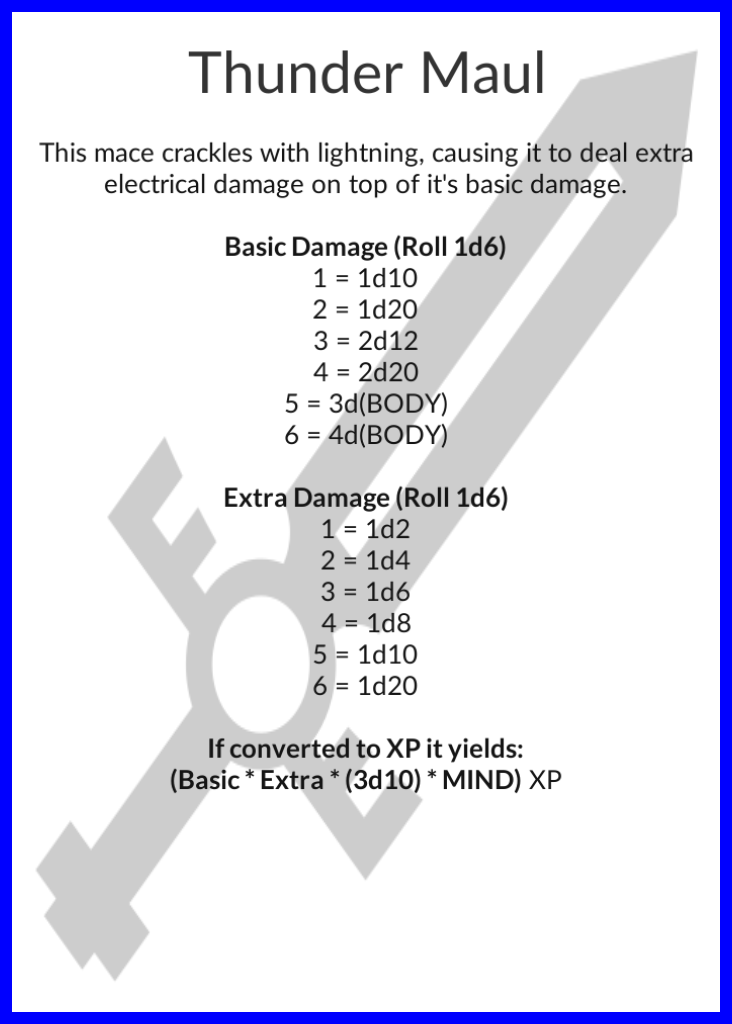 Thunder Maul
This mace crackles with lightning, causing it to deal extra
electrical damage on top of it's basic damage.
Basic Damage (Roll 1d6)
1 = 1d10
2 = 1d20
3 = 2d12
4 = 2d20
5 = 3d(BODY)
6 = 4d(BODY)
Extra Damage (Roll 1d6)
1 = 1d2
2 = 1d4
3 = 1d6
4 = 1d8
5 = 1d10
6 = 1d20
If converted to XP it yields:
(Basic * Extra * (3d10) * MIND) XP